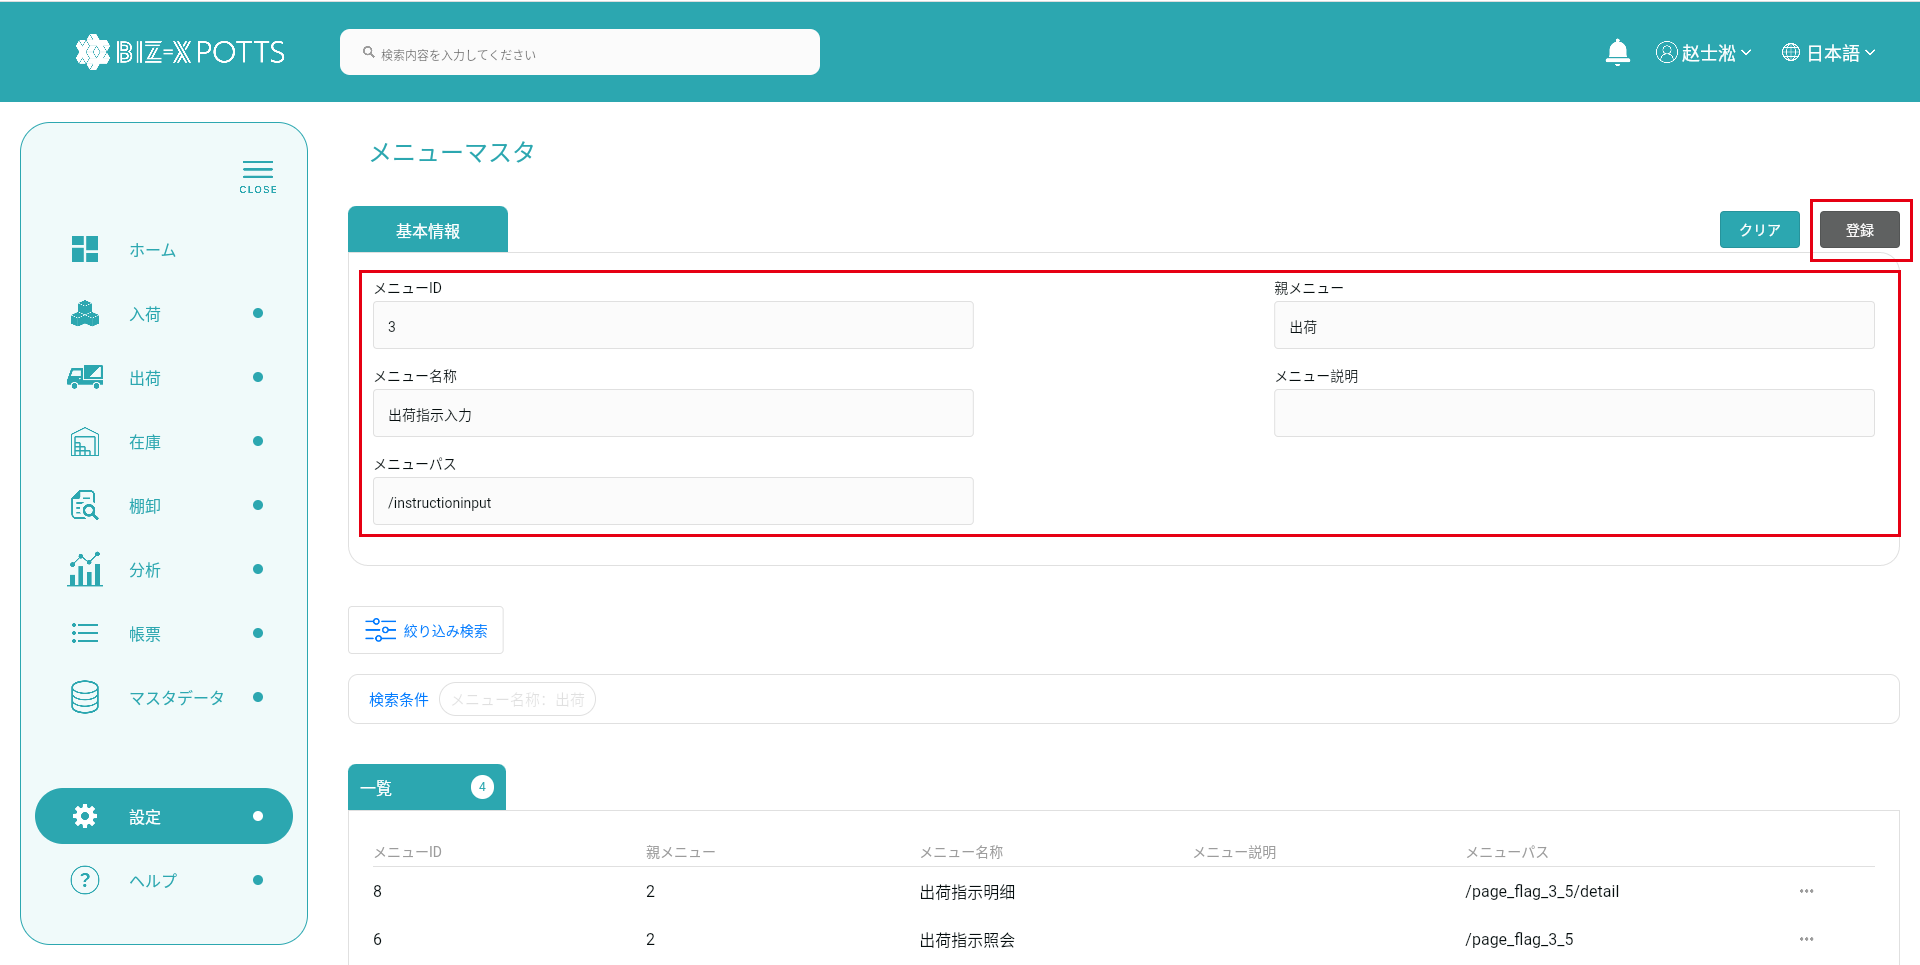 BIZ-X POTTS
検索内容を入力してください
赵士淞
日本語
CLOSE
ホーム
入荷
出荷
在庫
棚卸
分析
帳票
マスタデータ
設定
ヘルプ
メニューマスタ
基本情報
クリア
登録
メニューID
親メニュー
3
出荷
メニュー名称
メニュー説明
出荷指示入力
メニューパス
/instructioninput
絞り込み検索
検索条件
メニュー名称：出荷
一覧
4
メニューID 親メニュー メニュー名称 メニュー説明 メニューパス
8 2 出荷指示明细 /page_flag_3_5/detail ···
6 2 出荷指示照会 /page_flag_3_5 ···